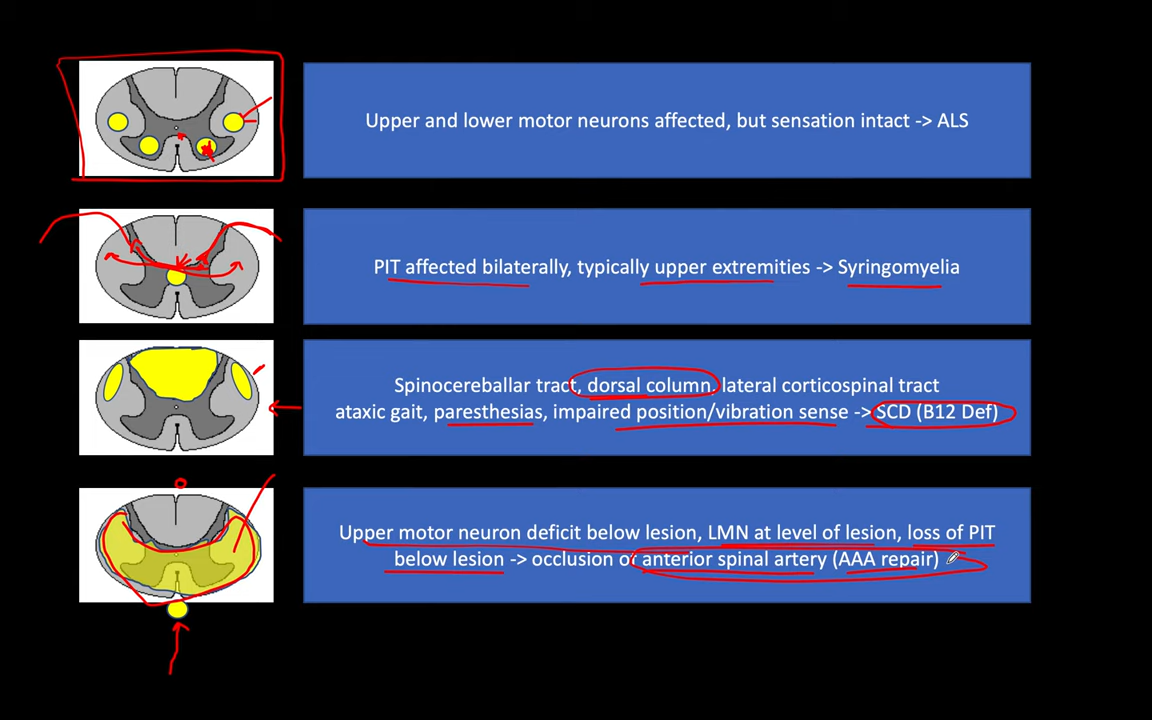 Upper and lower motor neurons affected, but sensation intact -> ALS
PIT affected bilaterally, typically upper extremities -> Syringomyelia
Spinocereballar tract, dorsal column, lateral corticospinal tract
ataxic gait, paresthesias, impaired position/vibration sense -> SCD (B12 Def)
Upper motor neuron deficit below lesion, LMN at level of lesion, loss of PIT
below lesion -> occlusion of anterior spinal artery (AAA repair)